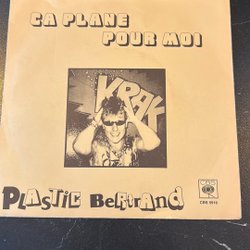 ÇA PLANE
POUR MOI
KRAK
PLASTIC BERTRAND
CBS